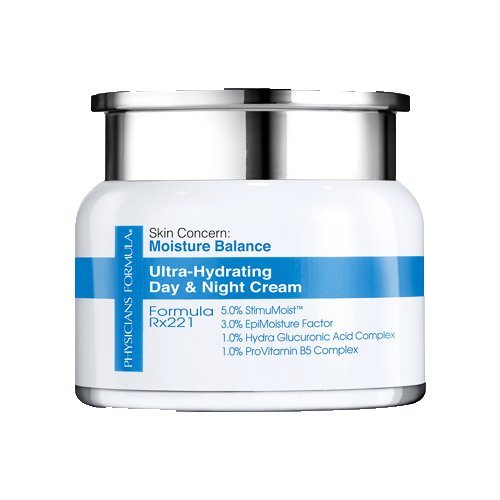 PHYSICIANS FORMULA®
Skin Concern:
Moisture Balance
Ultra-Hydrating
Day & Night Cream
Formula
Rx221
5.0% StimuMoist™
3.0% EpiMoisture Factor
1.0% Hydra Glucuronic Acid Complex
1.0% ProVitamin B5 Complex